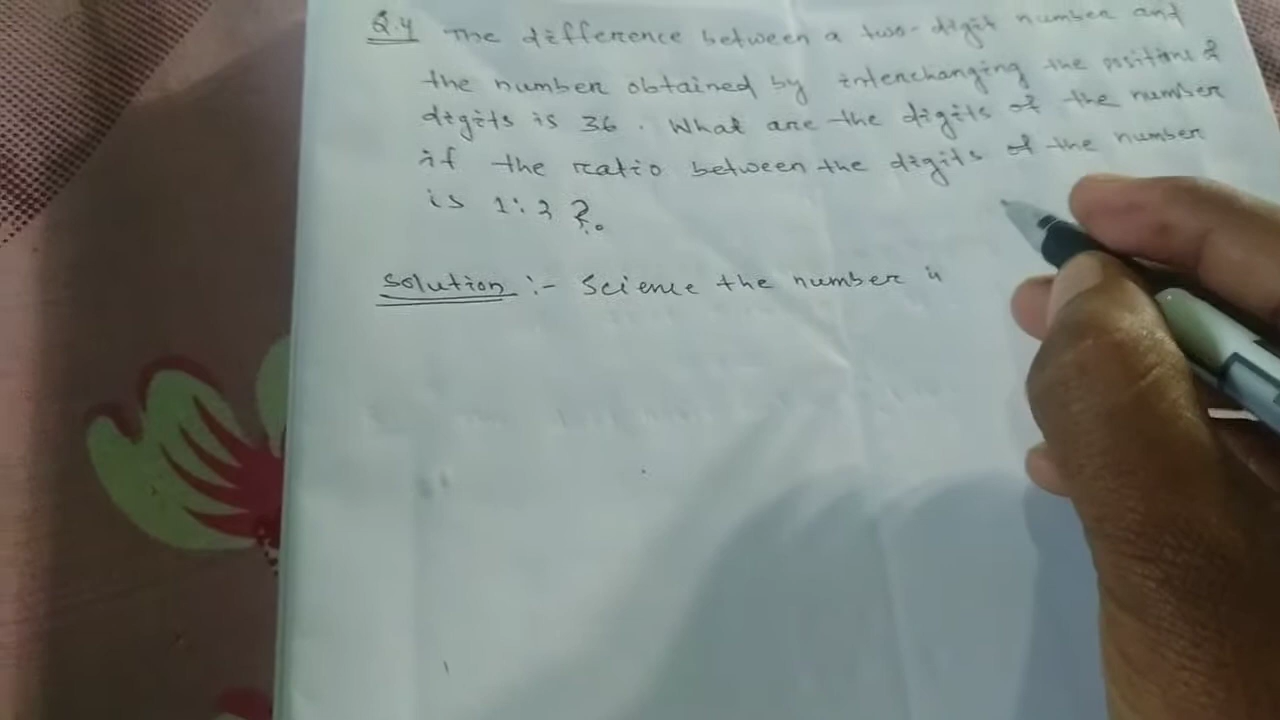 Q.4 The difference between a two-digit number and
the number obtained by interchanging the positions of
digits is 36. What are the digits of the number
if the ratio between the digits of the number
is 1:2 ?.
Solution :- Science the number is